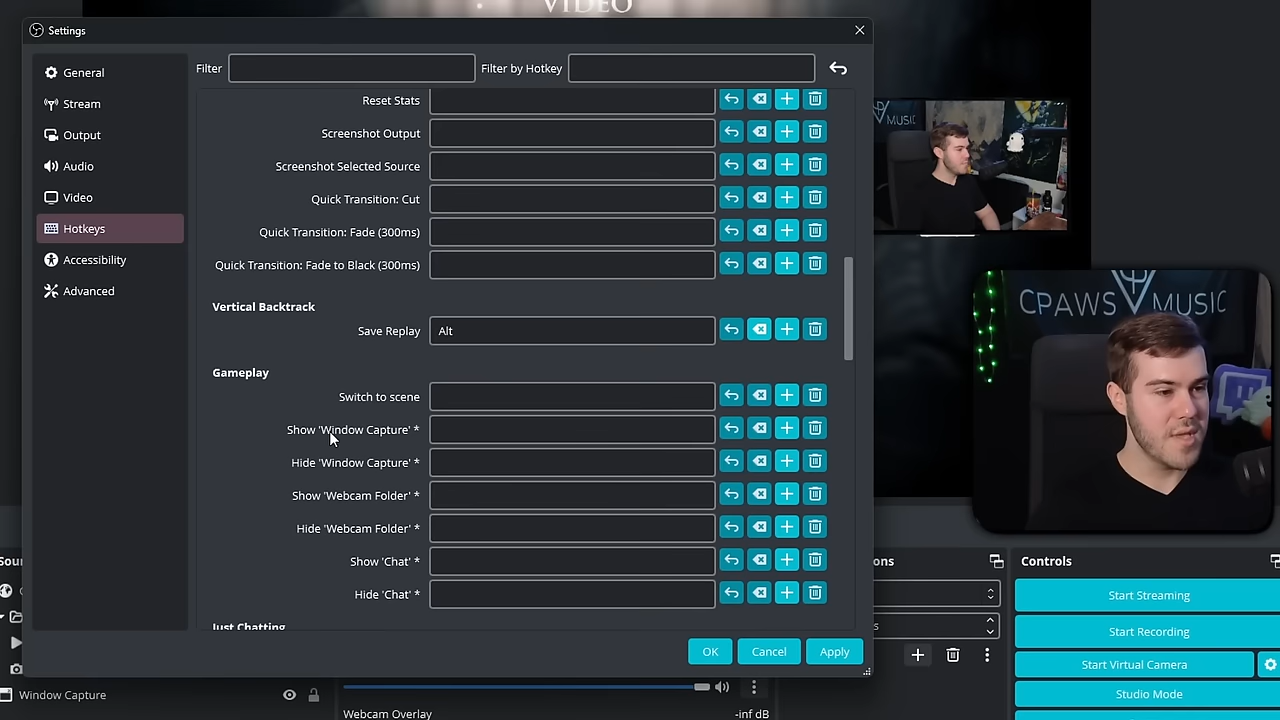 VIDEO
Settings
General
Stream
Output
Audio
Video
Hotkeys
Accessibility
Advanced
Filter
Filter by Hotkey
Reset Stats
Screenshot Output
Screenshot Selected Source
Quick Transition: Cut
Quick Transition: Fade (300ms)
Quick Transition: Fade to Black (300ms)
Vertical Backtrack
Save Replay Alt
Gameplay
Switch to scene
Show 'Window Capture' *
Hide 'Window Capture' *
Show 'Webcam Folder' *
Hide 'Webcam Folder' *
Show 'Chat' *
Hide 'Chat' *
Just Chatting
OK Cancel Apply
MUSIC
CPAWS MUSIC
Sou
ons
s
Controls
Start Streaming
Start Recording
Start Virtual Camera
Studio Mode
Window Capture
Webcam Overlay
-inf dB